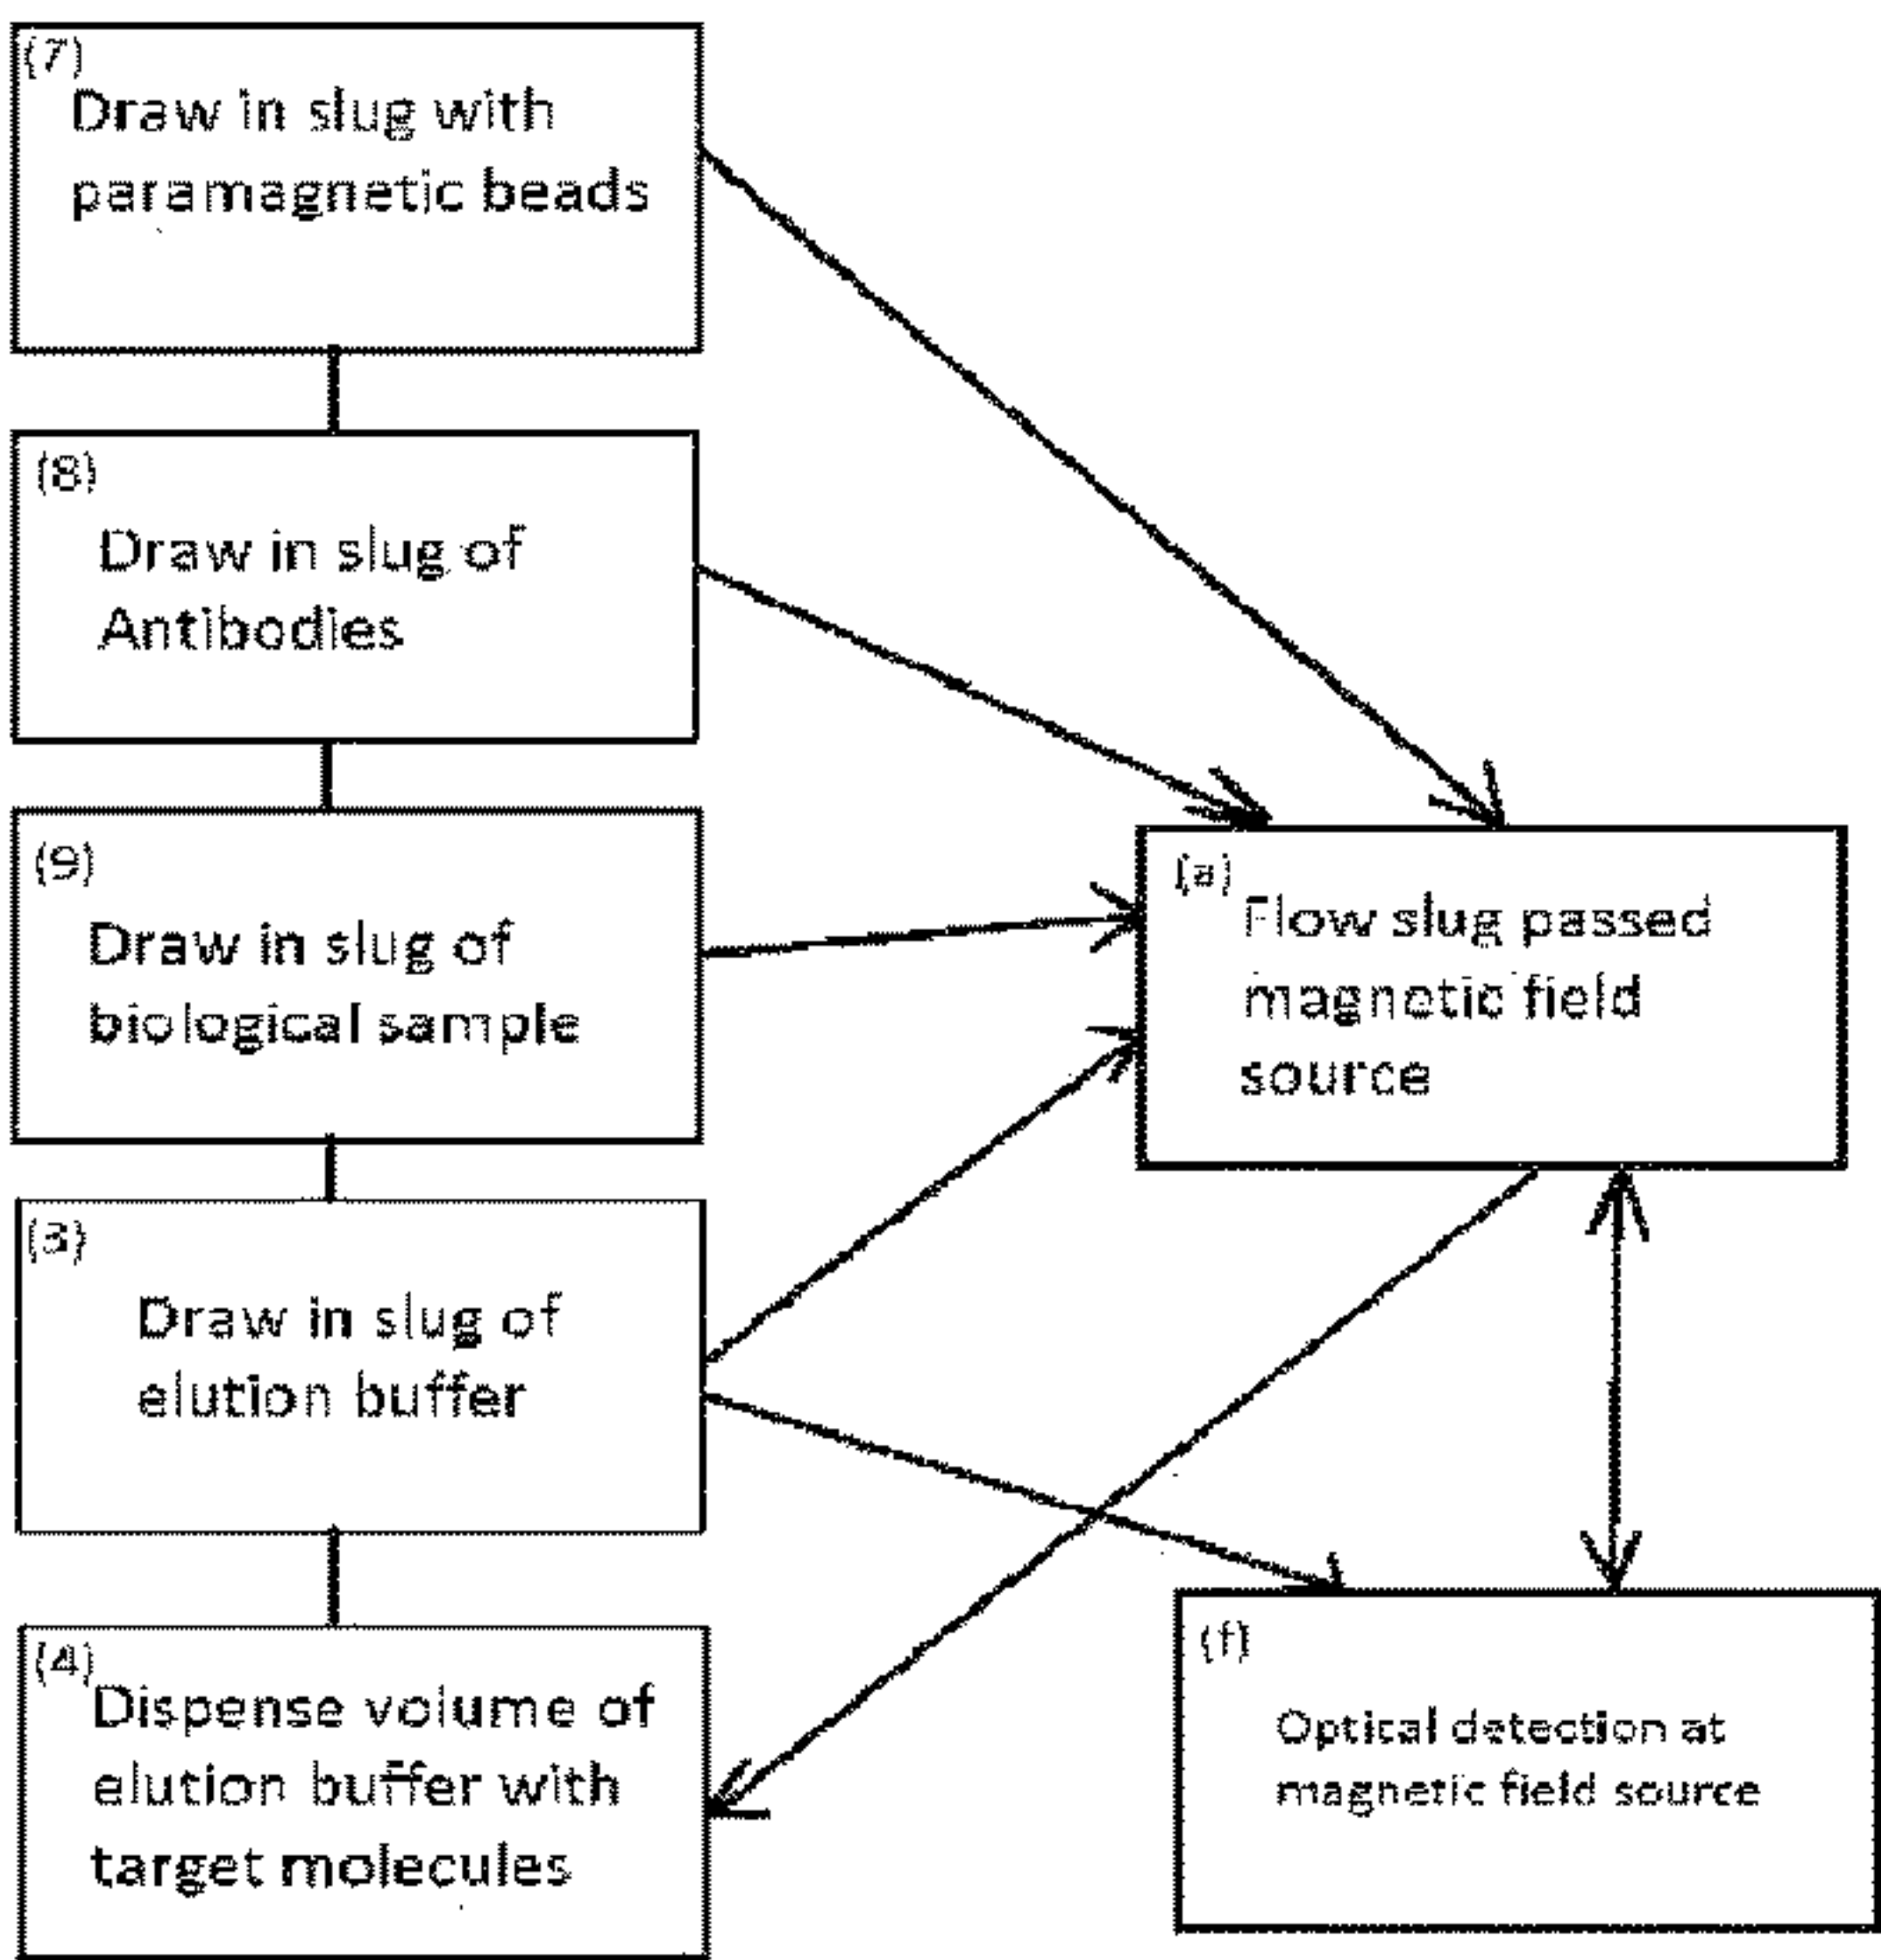 (7)
Draw in slug with
paramagnetic beads
(8)
Draw in slug of
Antibodies
(9)
Draw in slug of
biological sample
(a)
Flow slug passed
magnetic field
source
(3)
Draw in slug of
elution buffer
(4)
Dispense volume of
elution buffer with
target molecules
(f)
Optical detection at
magnetic field source